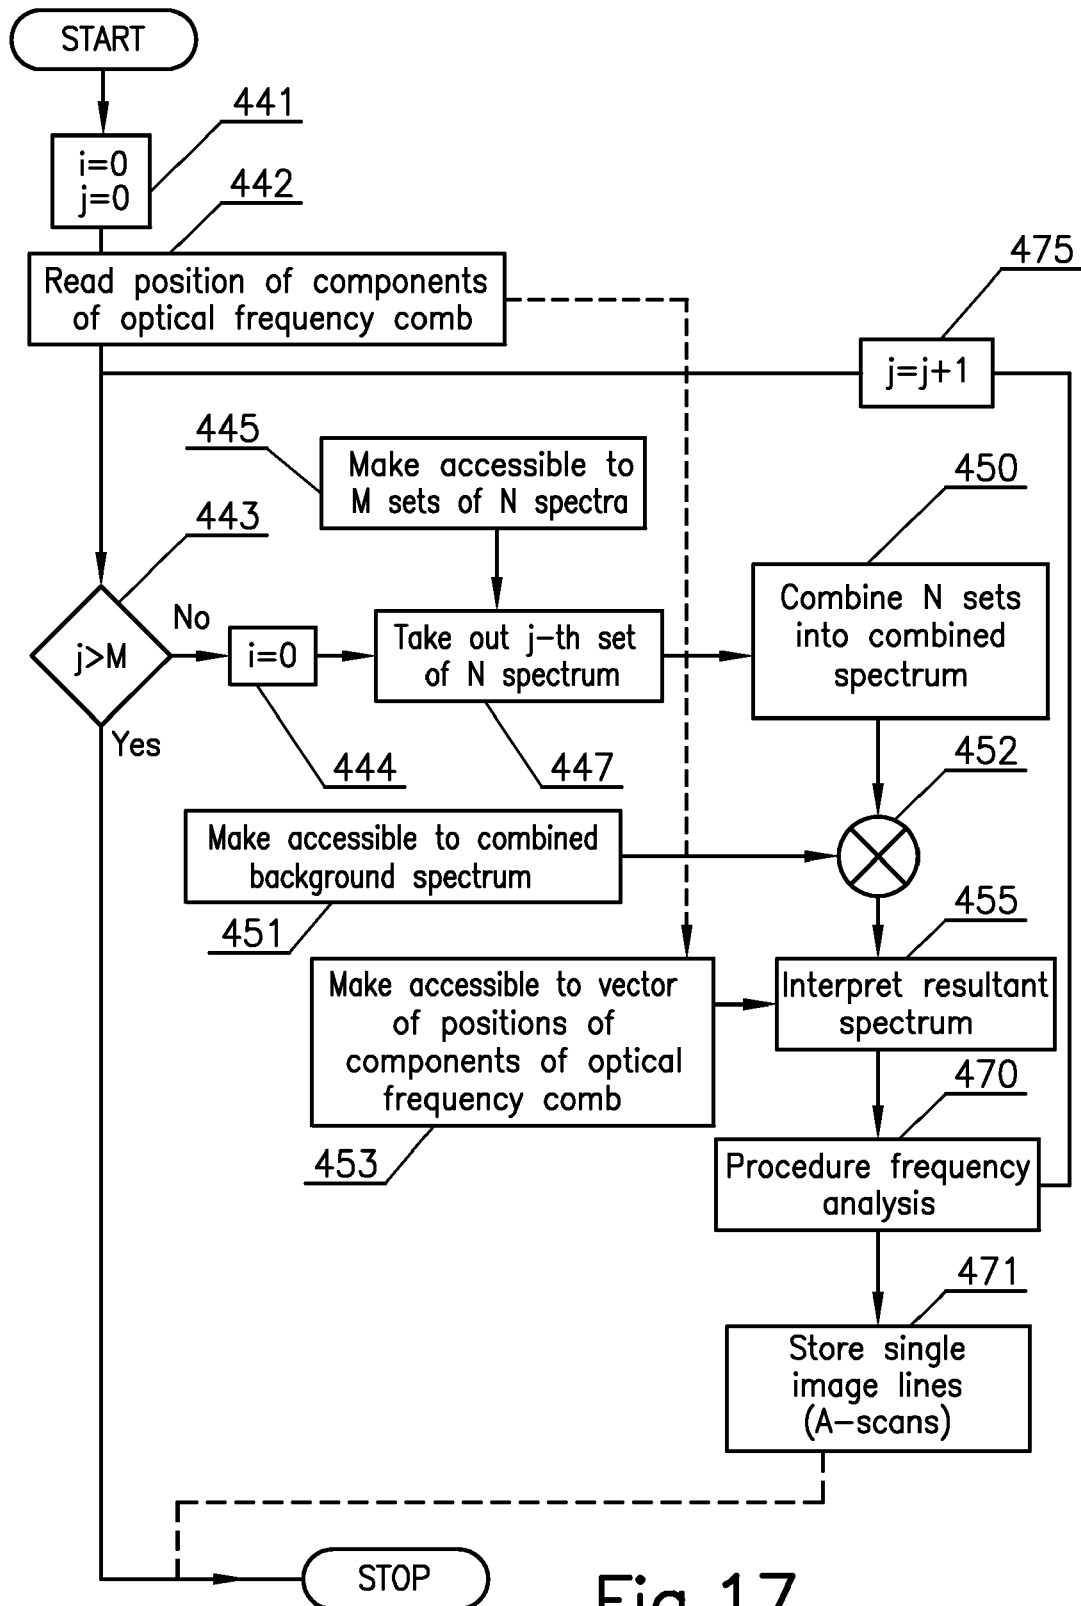 START
441
i=0
j=0
442
Read position of components
of optical frequency comb
475
j=j+1
445
Make accessible to
M sets of N spectra
450
443
Combine N sets
into combined
spectrum
No
j>M
i=0
Take out j-th set
of N spectrum
Yes
444
447
452
Make accessible to combined
background spectrum
451
455
Make accessible to vector
of positions of
components of optical
frequency comb
Interpret resultant
spectrum
453
470
Procedure frequency
analysis
471
Store single
image lines
(A-scans)
STOP
Fig.17